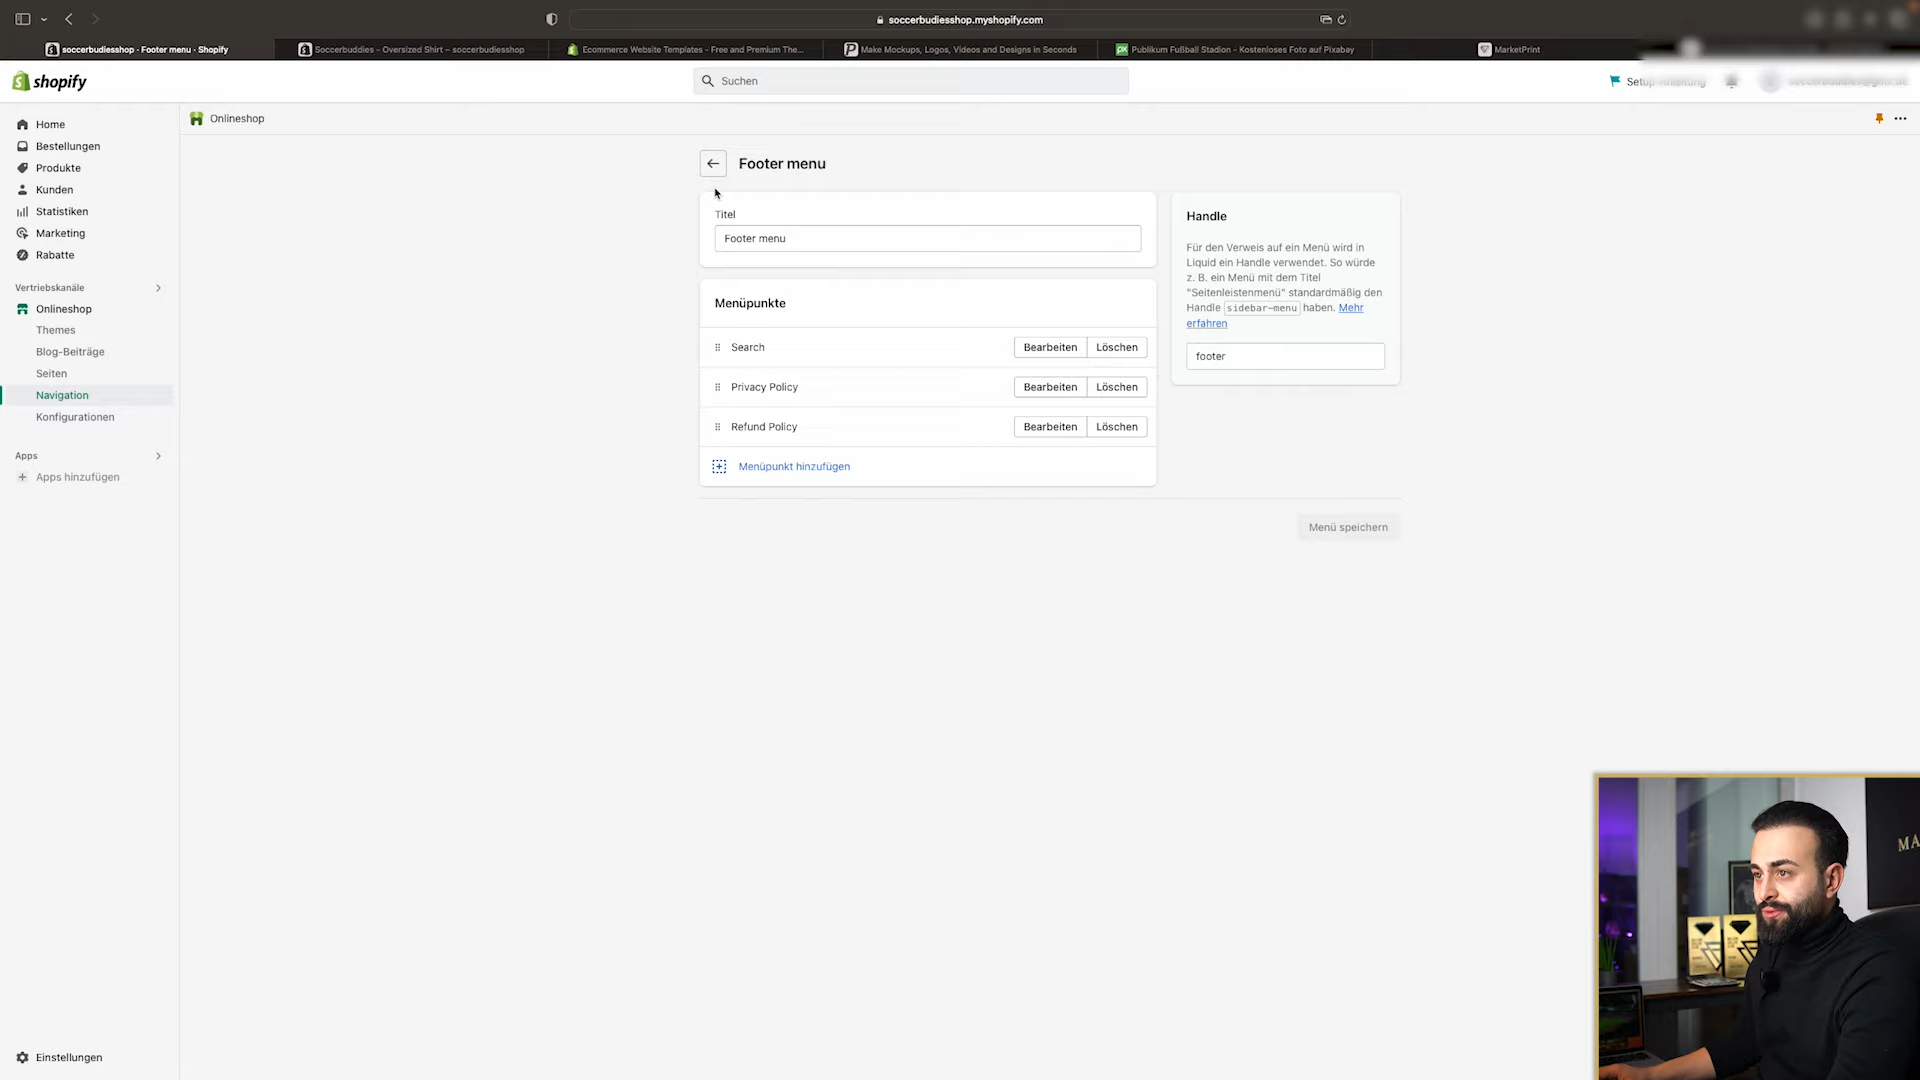 soccerbudiesshop.myshopify.com
soccerbudiesshop · Footer menu · Shopify
Soccerbuddies – Oversized Shirt – soccerbudiesshop
Ecommerce Website Templates - Free and Premium The...
Make Mockups, Logos, Videos and Designs in Seconds
Publikum Fußball Stadion - Kostenloses Foto auf Pixabay
MarketPrint
shopify
Suchen
Setup-Anleitung
Home
Bestellungen
Produkte
Kunden
Statistiken
Marketing
Rabatte
Vertriebskanäle
Onlineshop
Themes
Blog-Beiträge
Seiten
Navigation
Konfigurationen
Apps
Apps hinzufügen
Einstellungen
Onlineshop
Footer menu
Titel
Footer menu
Menüpunkte
Search
Bearbeiten
Löschen
Privacy Policy
Bearbeiten
Löschen
Refund Policy
Bearbeiten
Löschen
Menüpunkt hinzufügen
Handle
Für den Verweis auf ein Menü wird in
Liquid ein Handle verwendet. So würde
z. B. ein Menü mit dem Titel
"Seitenleistenmenü" standardmäßig den
Handle sidebar-menu haben. Mehr
erfahren
footer
Menü speichern
MA